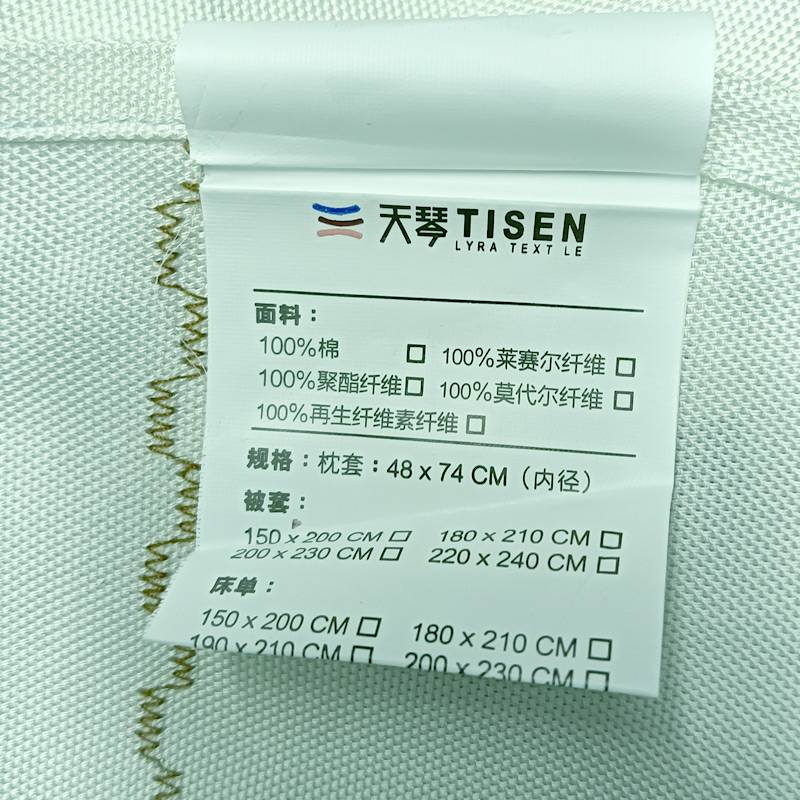 天琴TISEN
LYRA TEXT LE
面料：
100%棉 □ 100%莱赛尔纤维 □
100%聚酯纤维 □ 100%莫代尔纤维 □
100%再生纤维素纤维 □
规格：枕套：48 x 74 CM（内径）
被套：
150 x 200 CM □ 180 x 210 CM □
200 x 230 CM □ 220 x 240 CM □
床单：
150 x 200 CM □ 180 x 210 CM □
190 x 210 CM □ 200 x 230 CM □